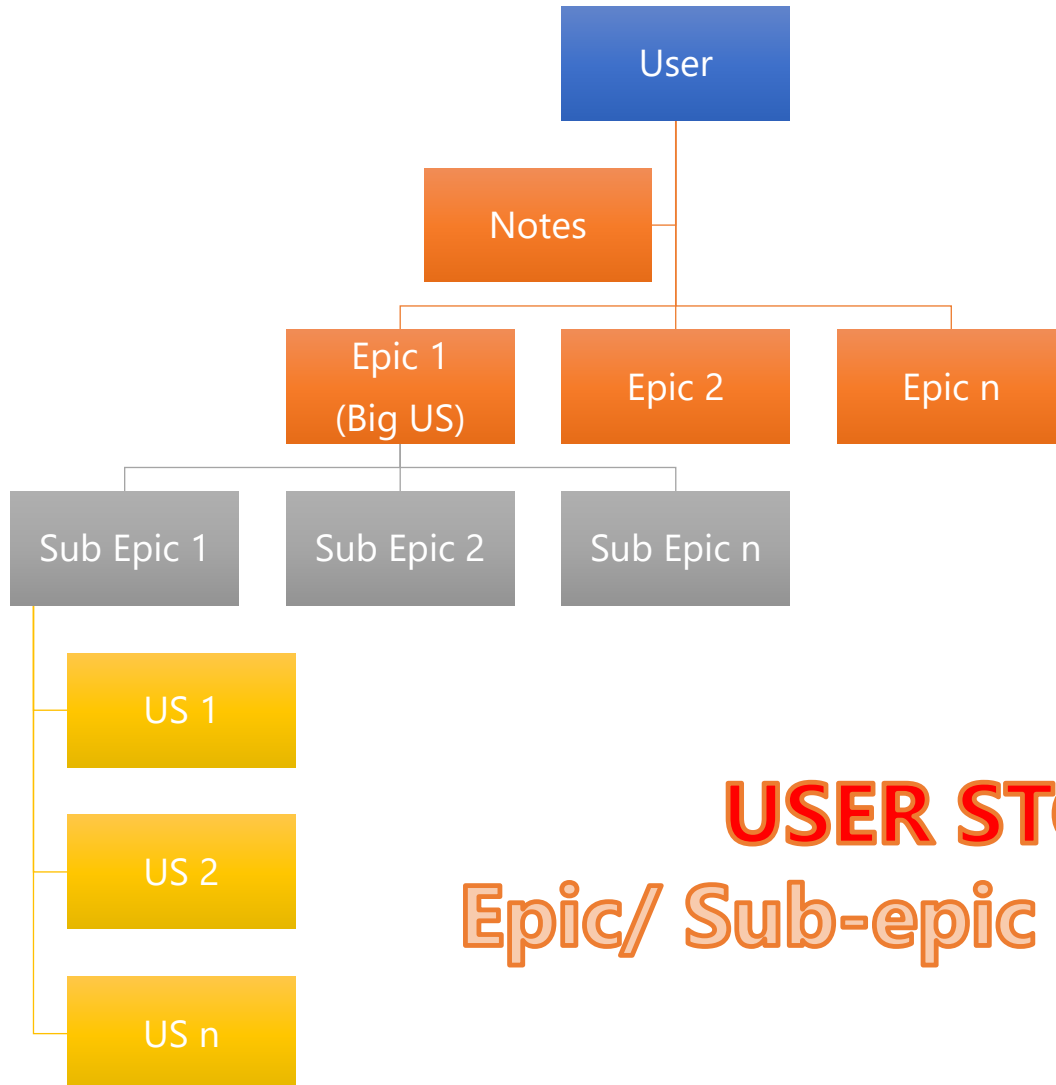 User
Notes
Epic 1
(Big US)
Epic 2
Epic n
Sub Epic 1
Sub Epic 2
Sub Epic n
US 1
US 2
US n
USER
Epic/ Sub-epic